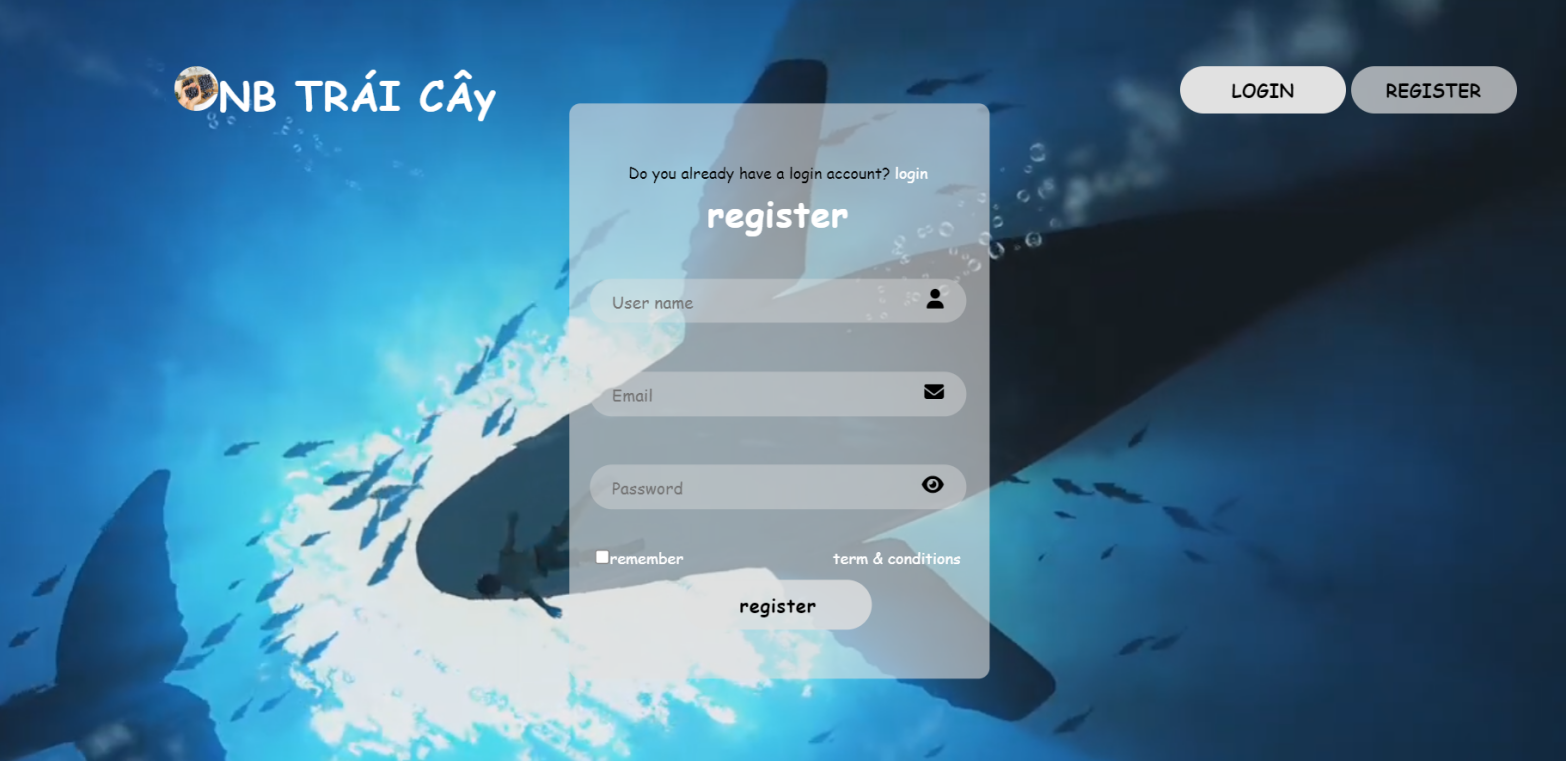 NB TRÁI CÂy
LOGIN
REGISTER
Do you already have a login account? login
register
User name
Email
Password
remember
term & conditions
register